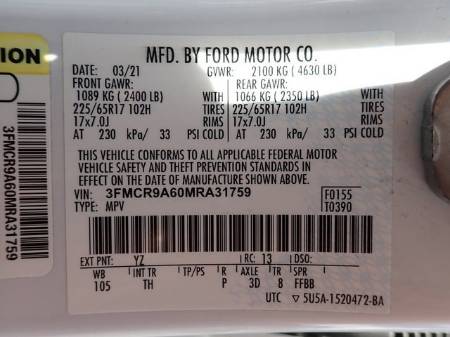 TION
3FMCR9A60MRA31759
MFD. BY FORD MOTOR CO.
DATE: 03/21 GVWR: 2100 KG (4630 LB)
FRONT GAWR: REAR GAWR:
1089 KG (2400 LB) 1066 KG (2350 LB)
225/65R17 102H TIRES 225/65R17 102H TIRES
17x7.0J RIMS 17x7.0J RIMS
AT 230 kPa/ 33 PSI COLD AT 230 kPa/ 33 PSI COLD
THIS VEHICLE CONFORMS TO ALL APPLICABLE FEDERAL MOTOR
VEHICLE SAFETY AND THEFT PREVENTION STANDARDS IN
EFFECT ON THE DATE OF MANUFACTURE SHOWN ABOVE.
VIN: 3FMCR9A60MRA31759 F0155
TYPE: MPV T0390
EXT PNT: YZ RC: 13 DSO:
WB INT TR TP/PS R AXLE TR SPR
105 TH P 3D 8 FFBB
UTC 5U5A-1520472-BA